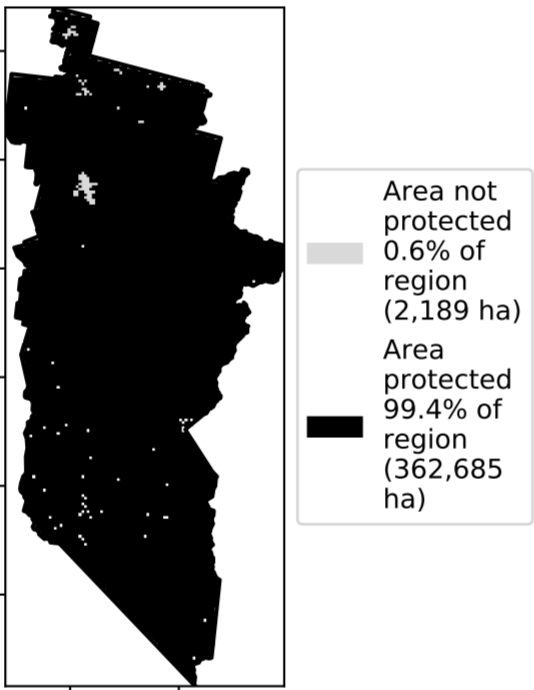 Area not
protected
0.6% of
region
(2,189 ha)
Area
protected
99.4% of
region
(362,685
ha)